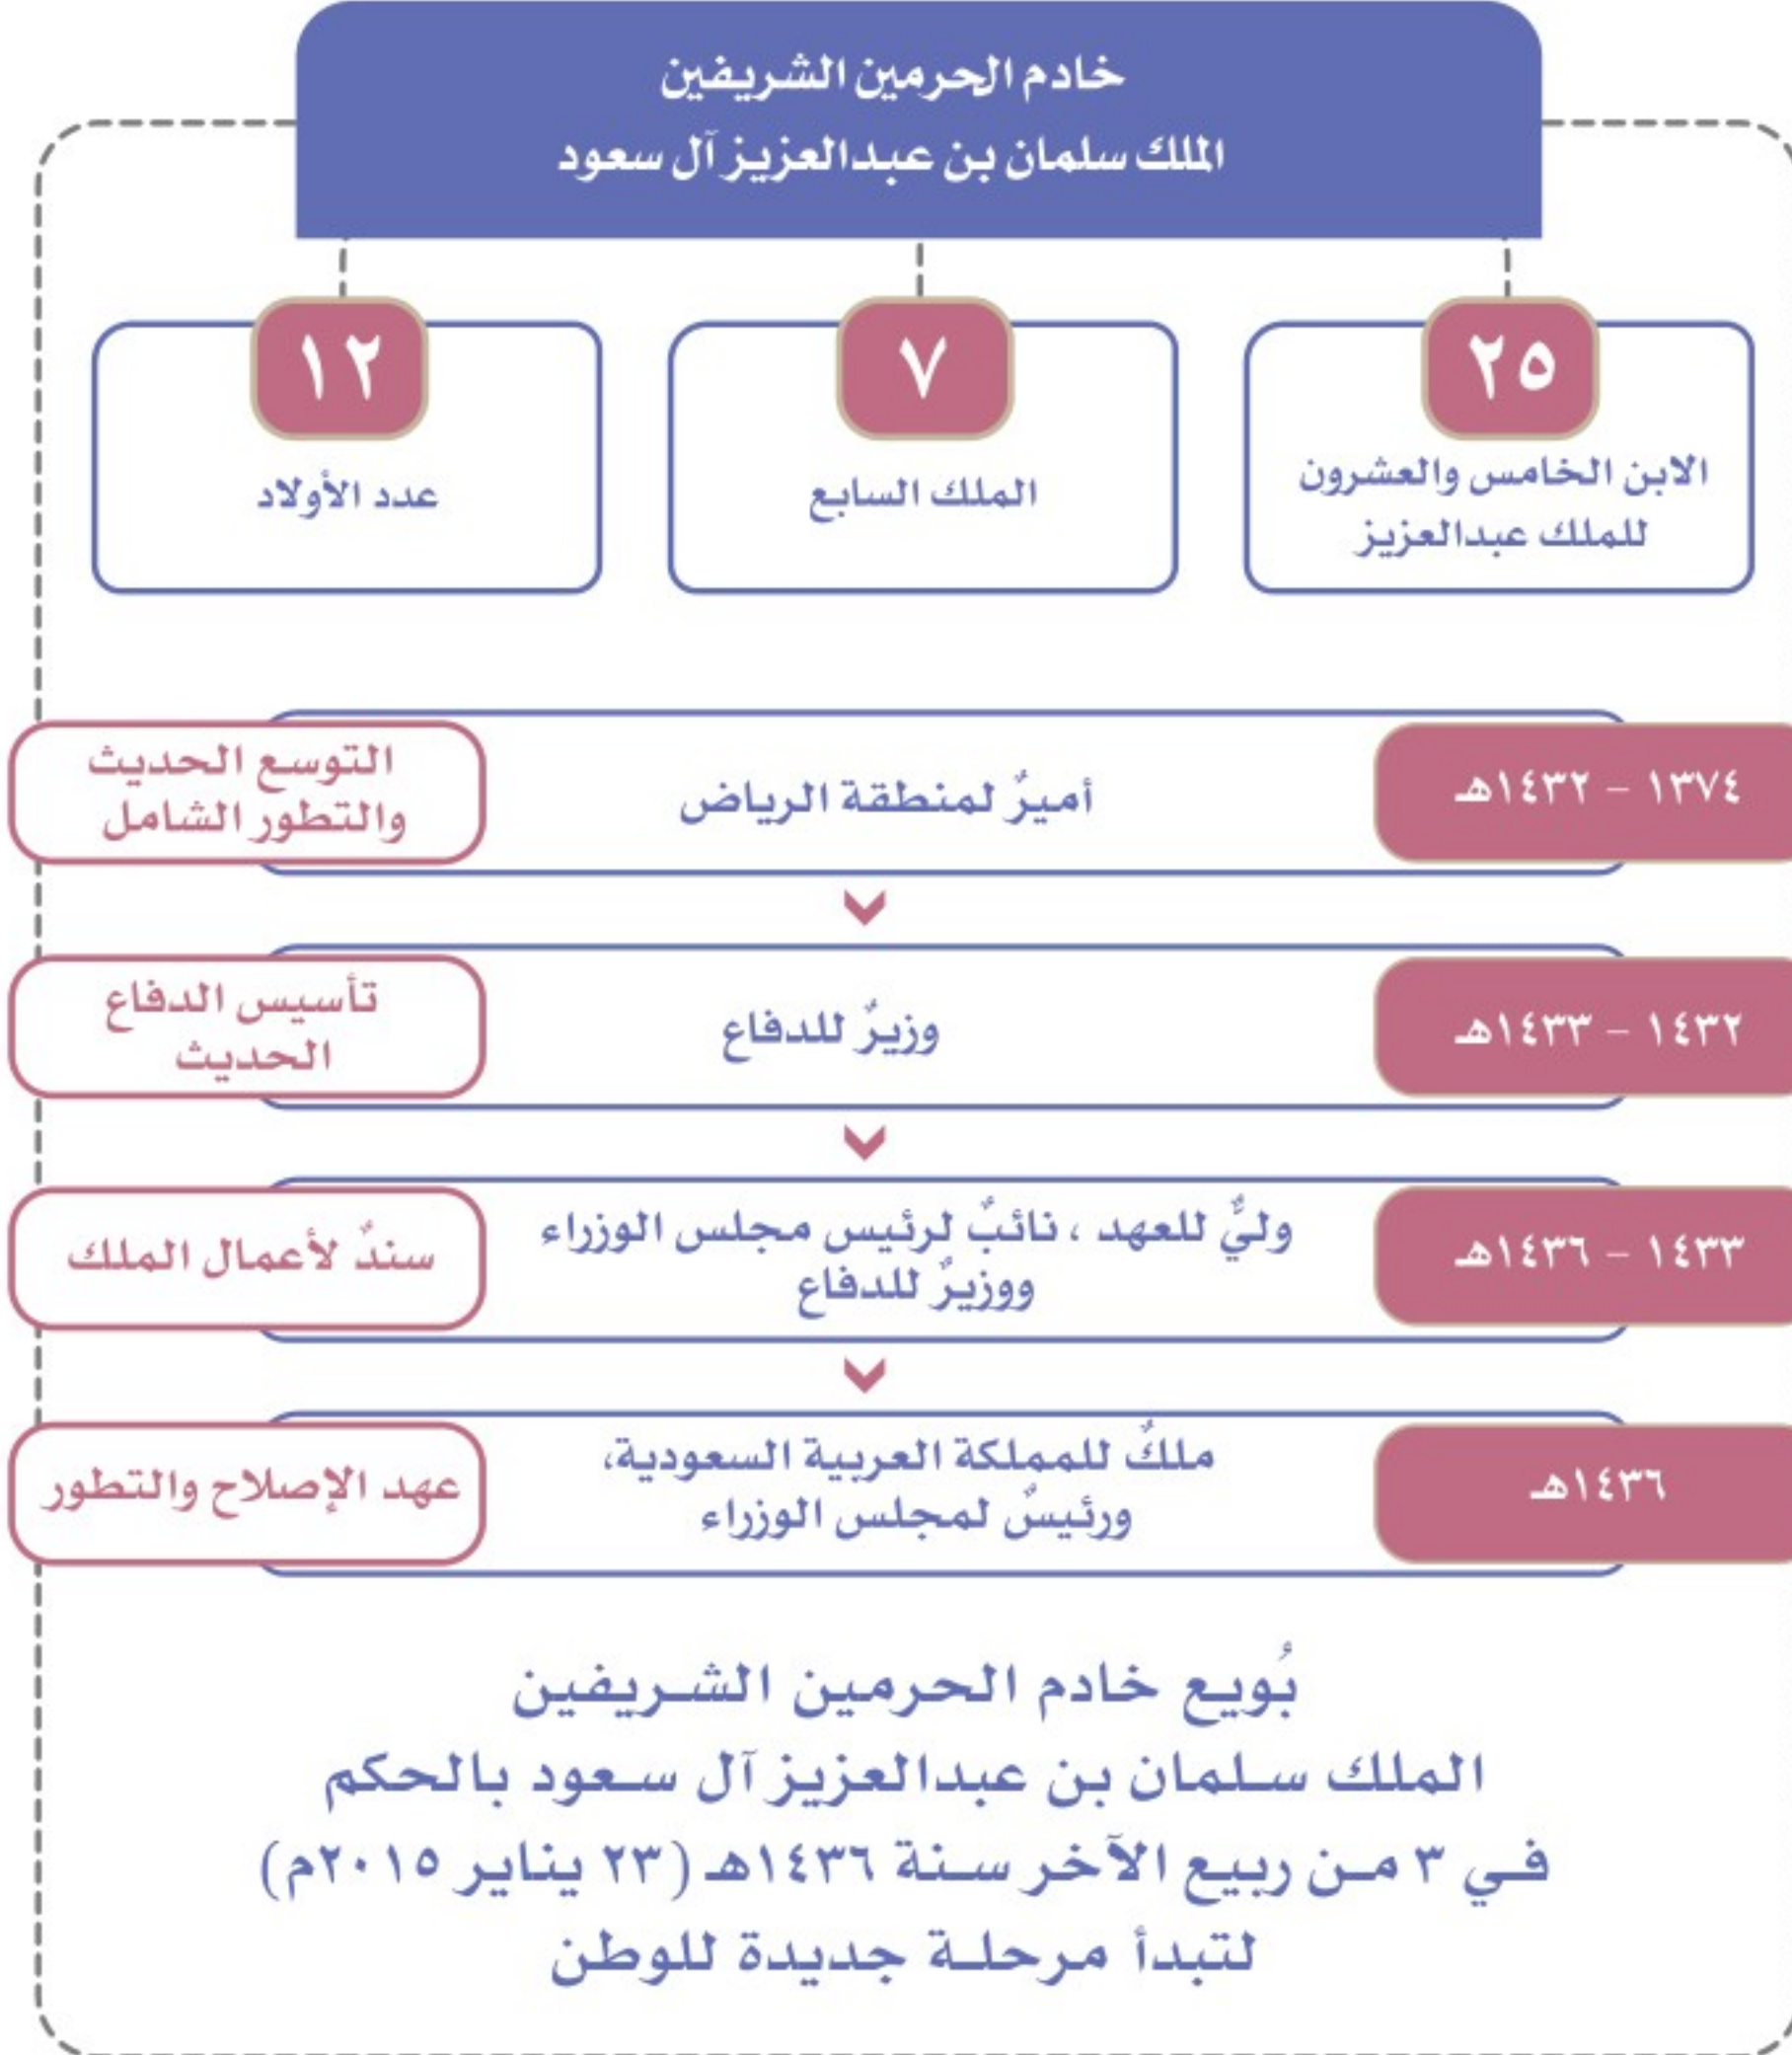 خادم الحرمين الشريفين
الملك سلمان بن عبدالعزيز آل سعود
٢٥
الابن الخامس والعشرون
للملك عبدالعزيز
٧
الملك السابع
١٢
عدد الأولاد
١٣٧٤ – ١٤٣٢هـ
أميرٌ لمنطقة الرياض
التوسع الحديث
والتطور الشامل
١٤٣٢ – ١٤٣٣هـ
وزيرٌ للدفاع
تأسيس الدفاع
الحديث
١٤٣٣ – ١٤٣٦هـ
وليٌّ للعهد ، نائبٌ لرئيس مجلس الوزراء
ووزيرٌ للدفاع
سندٌ لأعمال الملك
١٤٣٦هـ
ملكٌ للمملكة العربية السعودية،
ورئيسٌ لمجلس الوزراء
عهد الإصلاح والتطور
بُويع خادم الحرمين الشريفين
الملك سلمان بن عبدالعزيز آل سعود بالحكم
في ٣ من ربيع الآخر سنة ١٤٣٦هـ (٢٣ يناير ٢٠١٥م)
لتبدأ مرحلة جديدة للوطن